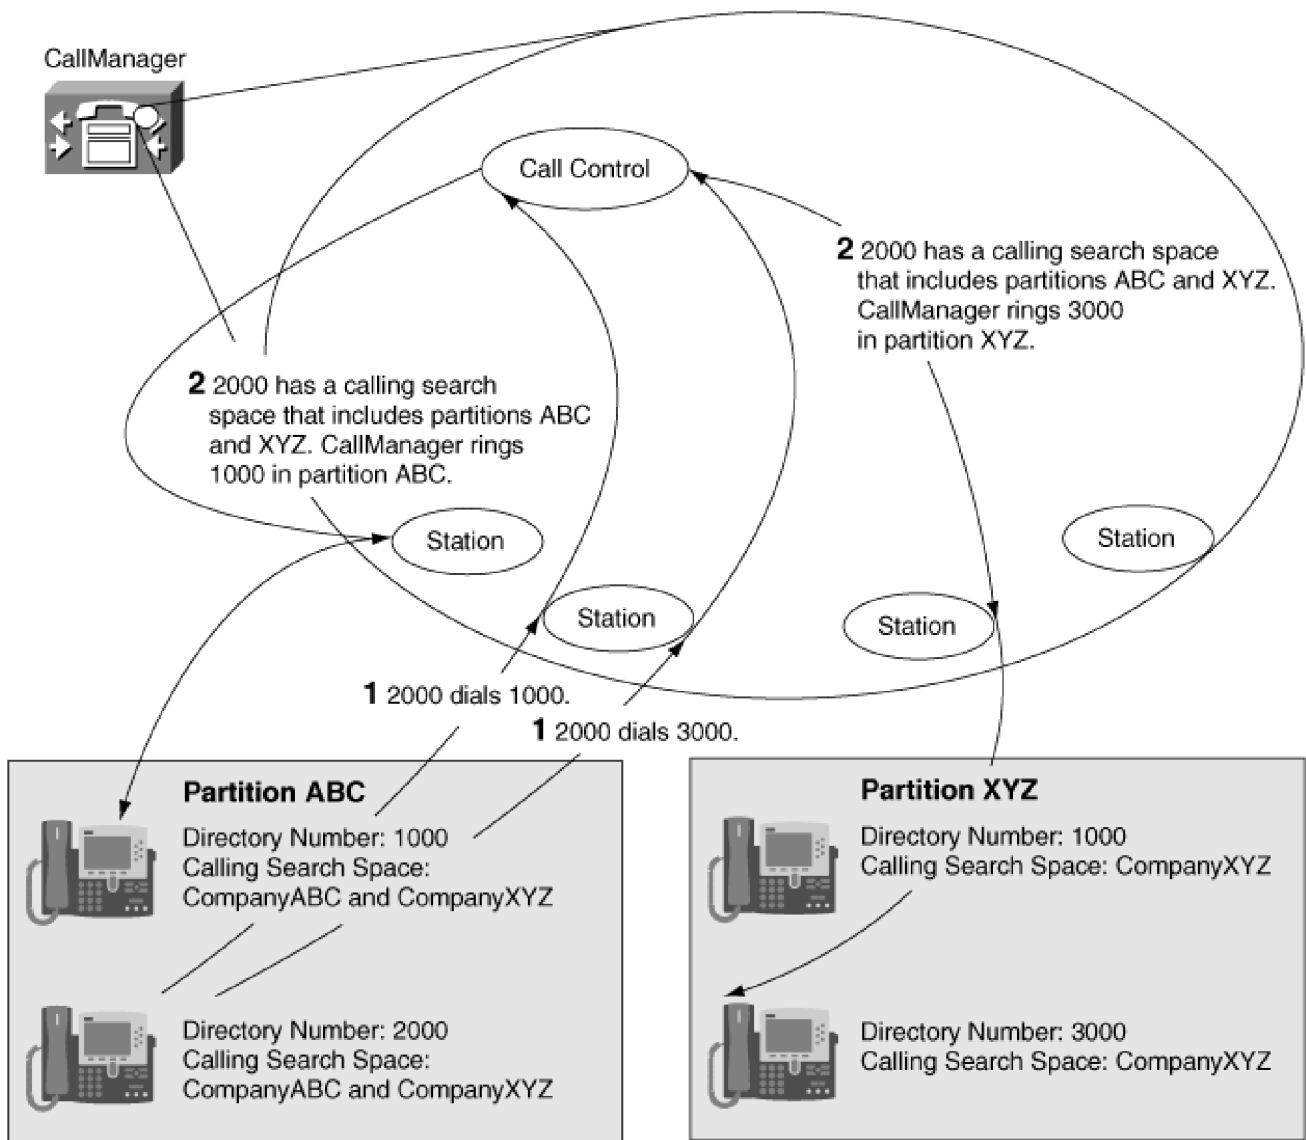 CallManager
Call Control
2 2000 has a calling search space
that includes partitions ABC and XYZ.
CallManager rings 3000
in partition XYZ.
2 2000 has a calling search
space that includes partitions ABC
and XYZ. CallManager rings
1000 in partition ABC.
Station
Station
Station
Station
1 2000 dials 1000.
1 2000 dials 3000.
Partition ABC
Directory Number: 1000
Calling Search Space:
CompanyABC and CompanyXYZ
Directory Number: 2000
Calling Search Space:
CompanyABC and CompanyXYZ
Partition XYZ
Directory Number: 1000
Calling Search Space: CompanyXYZ
Directory Number: 3000
Calling Search Space: CompanyXYZ